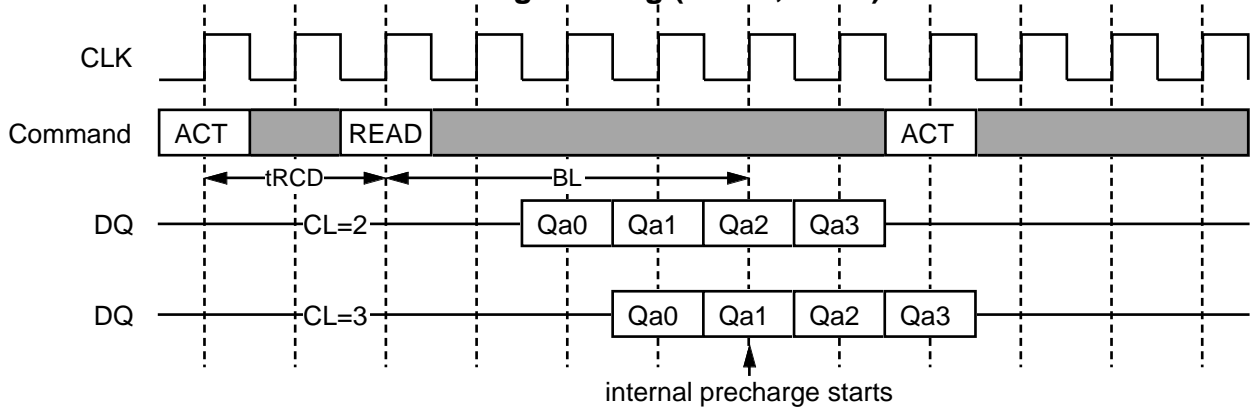 CLK
Command ACT READ ACT
tRCD BL
DQ CL=2 Qa0 Qa1 Qa2 Qa3
DQ CL=3 Qa0 Qa1 Qa2 Qa3
internal precharge starts